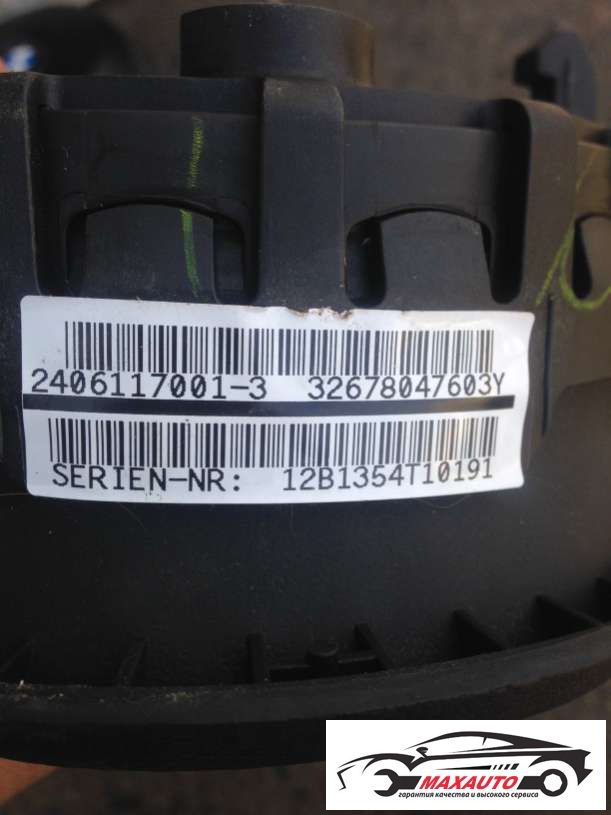 2406117001-3 32678047603Y
SERIEN-NR: 12B1354T10191
MAXAUTO
гарантия качества и высокого сервиса